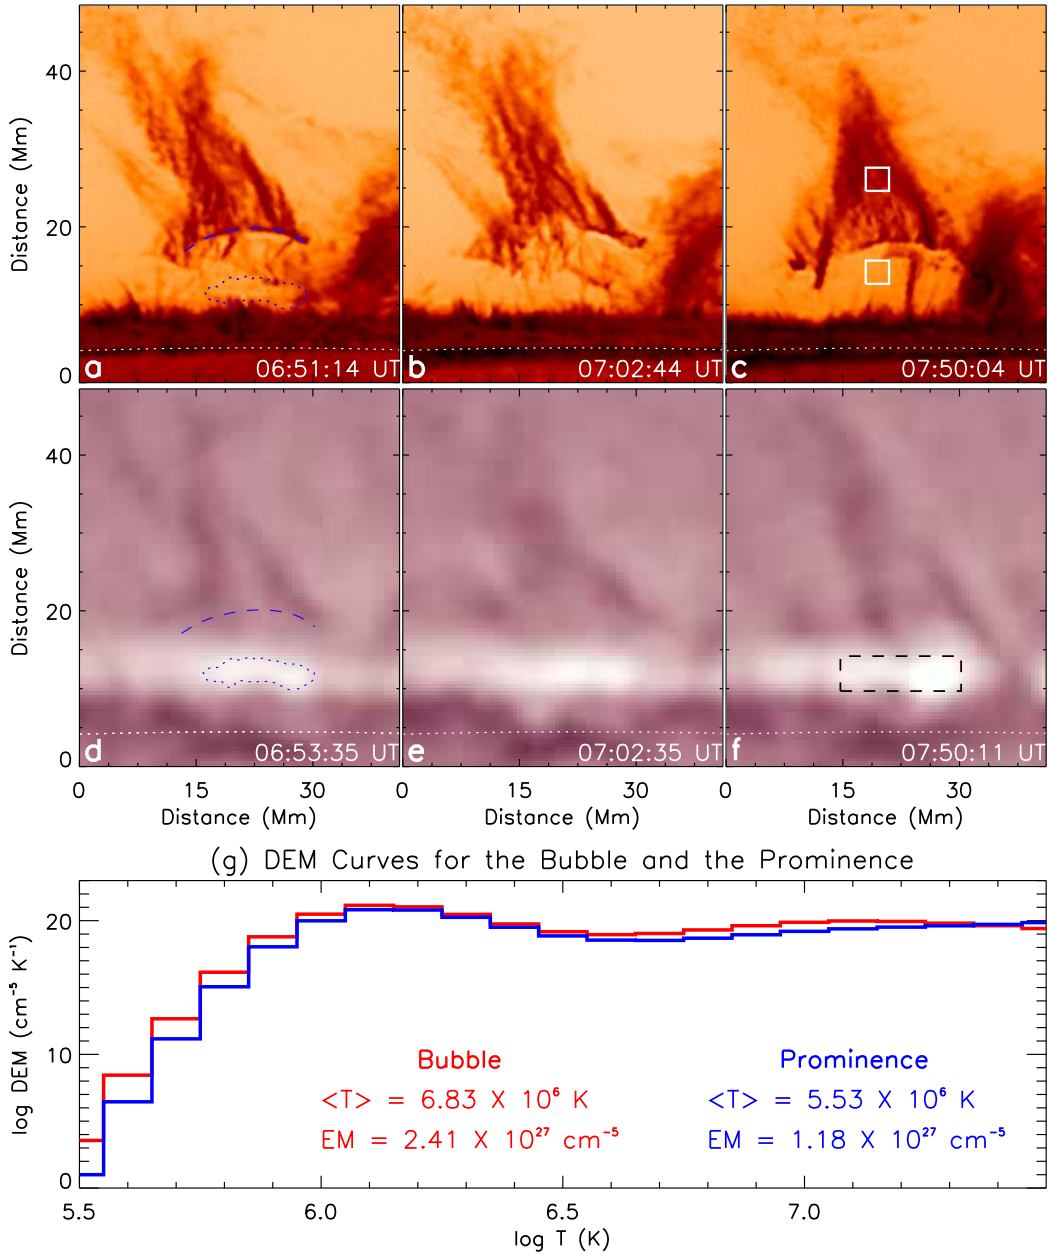 Distance (Mm)
40
20
0
a
06:51:14 UT
b
07:02:44 UT
c
07:50:04 UT
Distance (Mm)
40
20
0
d
06:53:35 UT
e
07:02:35 UT
f
07:50:11 UT
0 15 30 0 15 30 0 15 30
Distance (Mm) Distance (Mm) Distance (Mm)
(g) DEM Curves for the Bubble and the Prominence
log DEM (cm⁻⁵ K⁻¹)
20
10
0
Bubble
<T> = 6.83 X 10⁶ K
EM = 2.41 X 10²⁷ cm⁻⁵
Prominence
<T> = 5.53 X 10⁶ K
EM = 1.18 X 10²⁷ cm⁻⁵
5.5 6.0 6.5 7.0
log T (K)